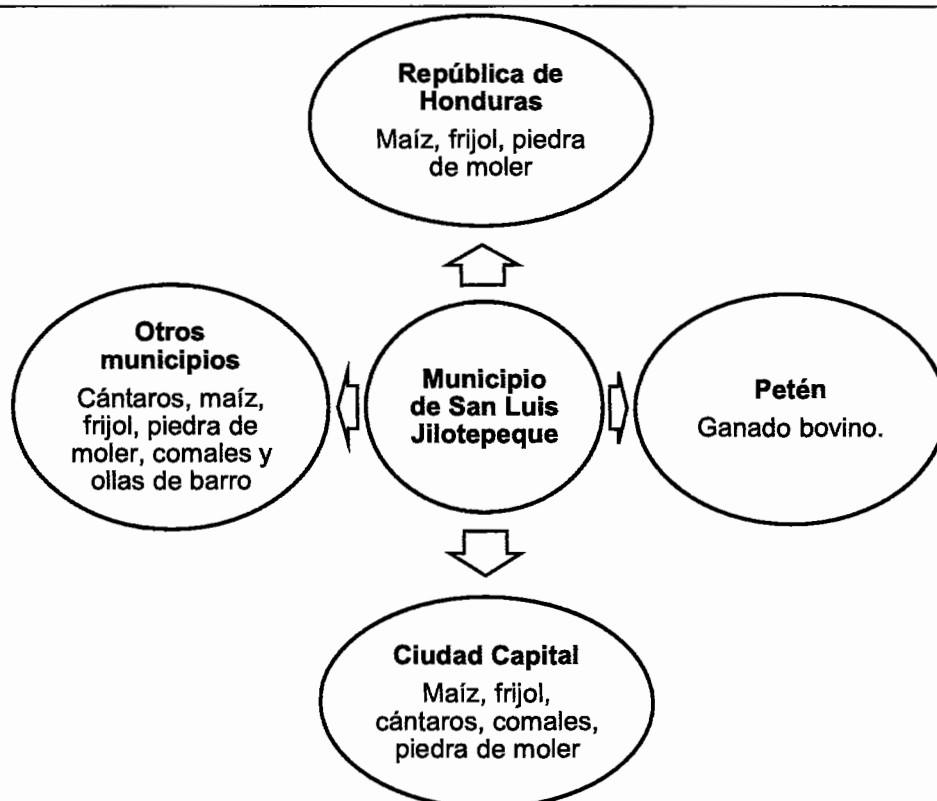 República de
Honduras
Maíz, frijol, piedra
de moler
Otros
municipios
Cántaros, maíz,
frijol, piedra de
moler, comales y
ollas de barro
Municipio
de San Luis
Jilotepeque
Petén
Ganado bovino.
Ciudad Capital
Maíz, frijol,
cántaros, comales,
piedra de moler